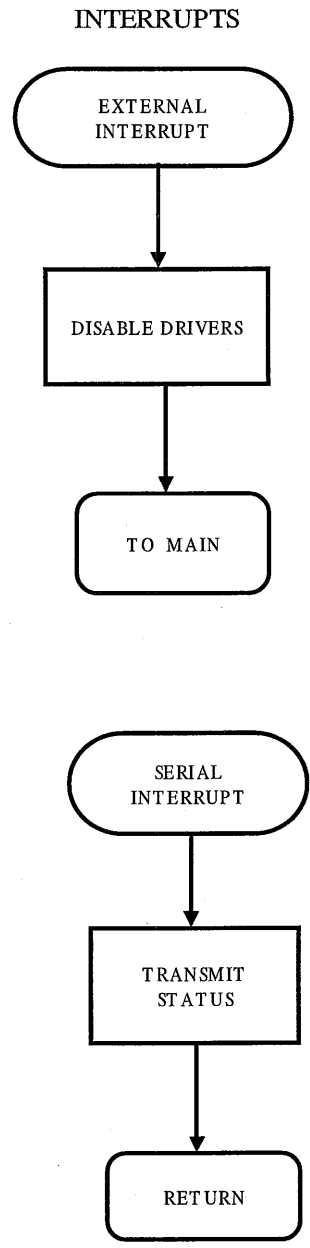 INTERRUPTS
EXTERNAL
INTERRUPT
DISABLE DRIVERS
TO MAIN
SERIAL
INTERRUPT
TRANSMIT
STATUS
RETURN